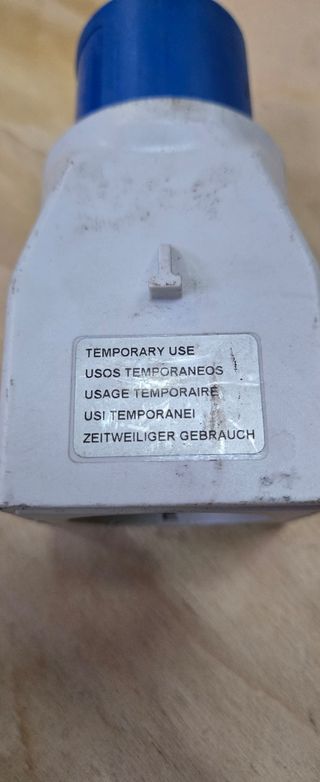 TEMPORARY USE
USOS TEMPORANEOS
USAGE TEMPORAIRE
USI TEMPORANEI
ZEITWEILIGER GEBRAUCH